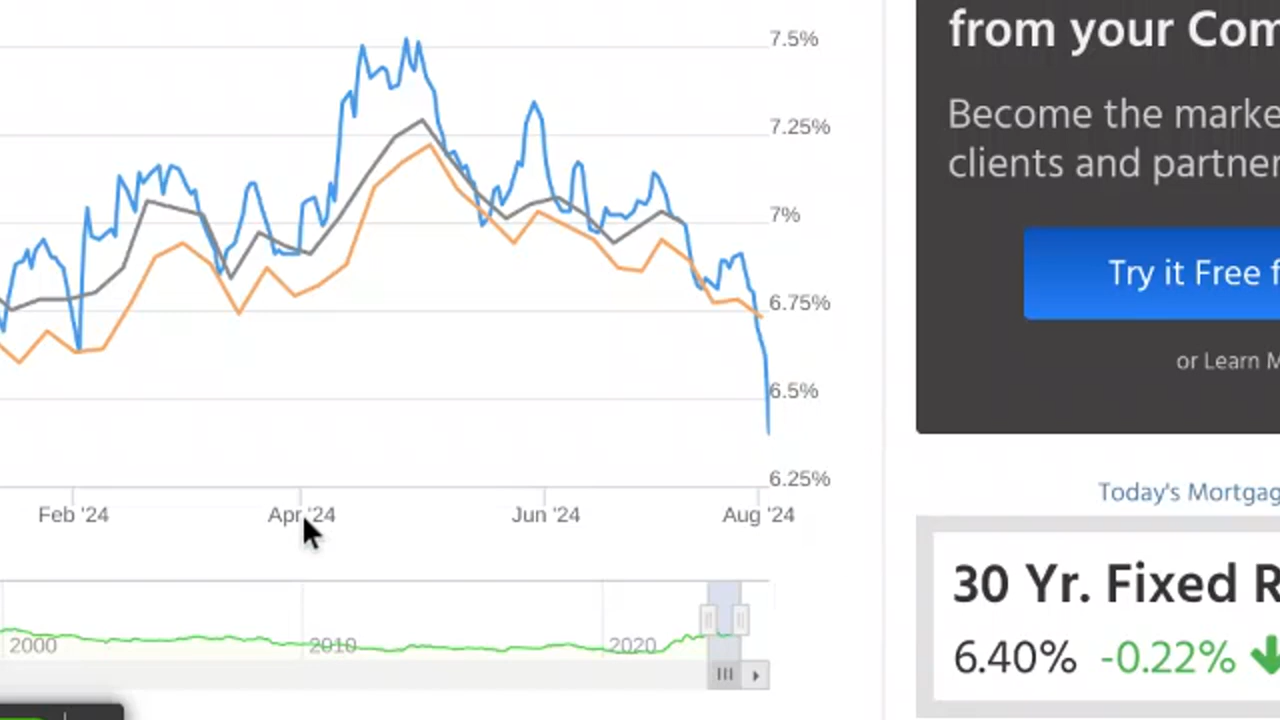 7.5%
7.25%
7%
6.75%
6.5%
6.25%
Feb '24
Apr '24
Jun '24
Aug '24
2000
2010
2020
from your Com
Become the marke
clients and partner
Try it Free f
or Learn M
Today's Mortgag
30 Yr. Fixed R
6.40% -0.22%